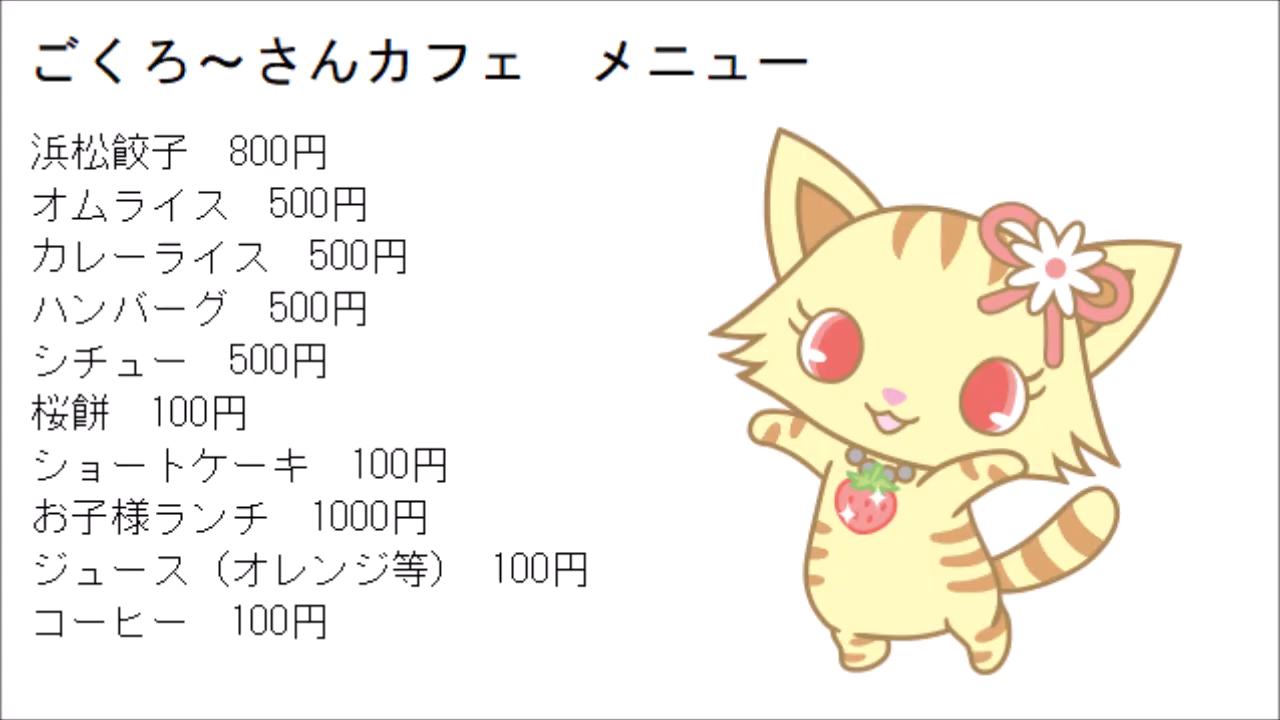 ごくろ～さんカフェ　メニュー
浜松餃子　800円
オムライス　500円
カレーライス　500円
ハンバーグ　500円
シチュー　500円
桜餅　100円
ショートケーキ　100円
お子様ランチ　1000円
ジュース（オレンジ等）　100円
コーヒー　100円